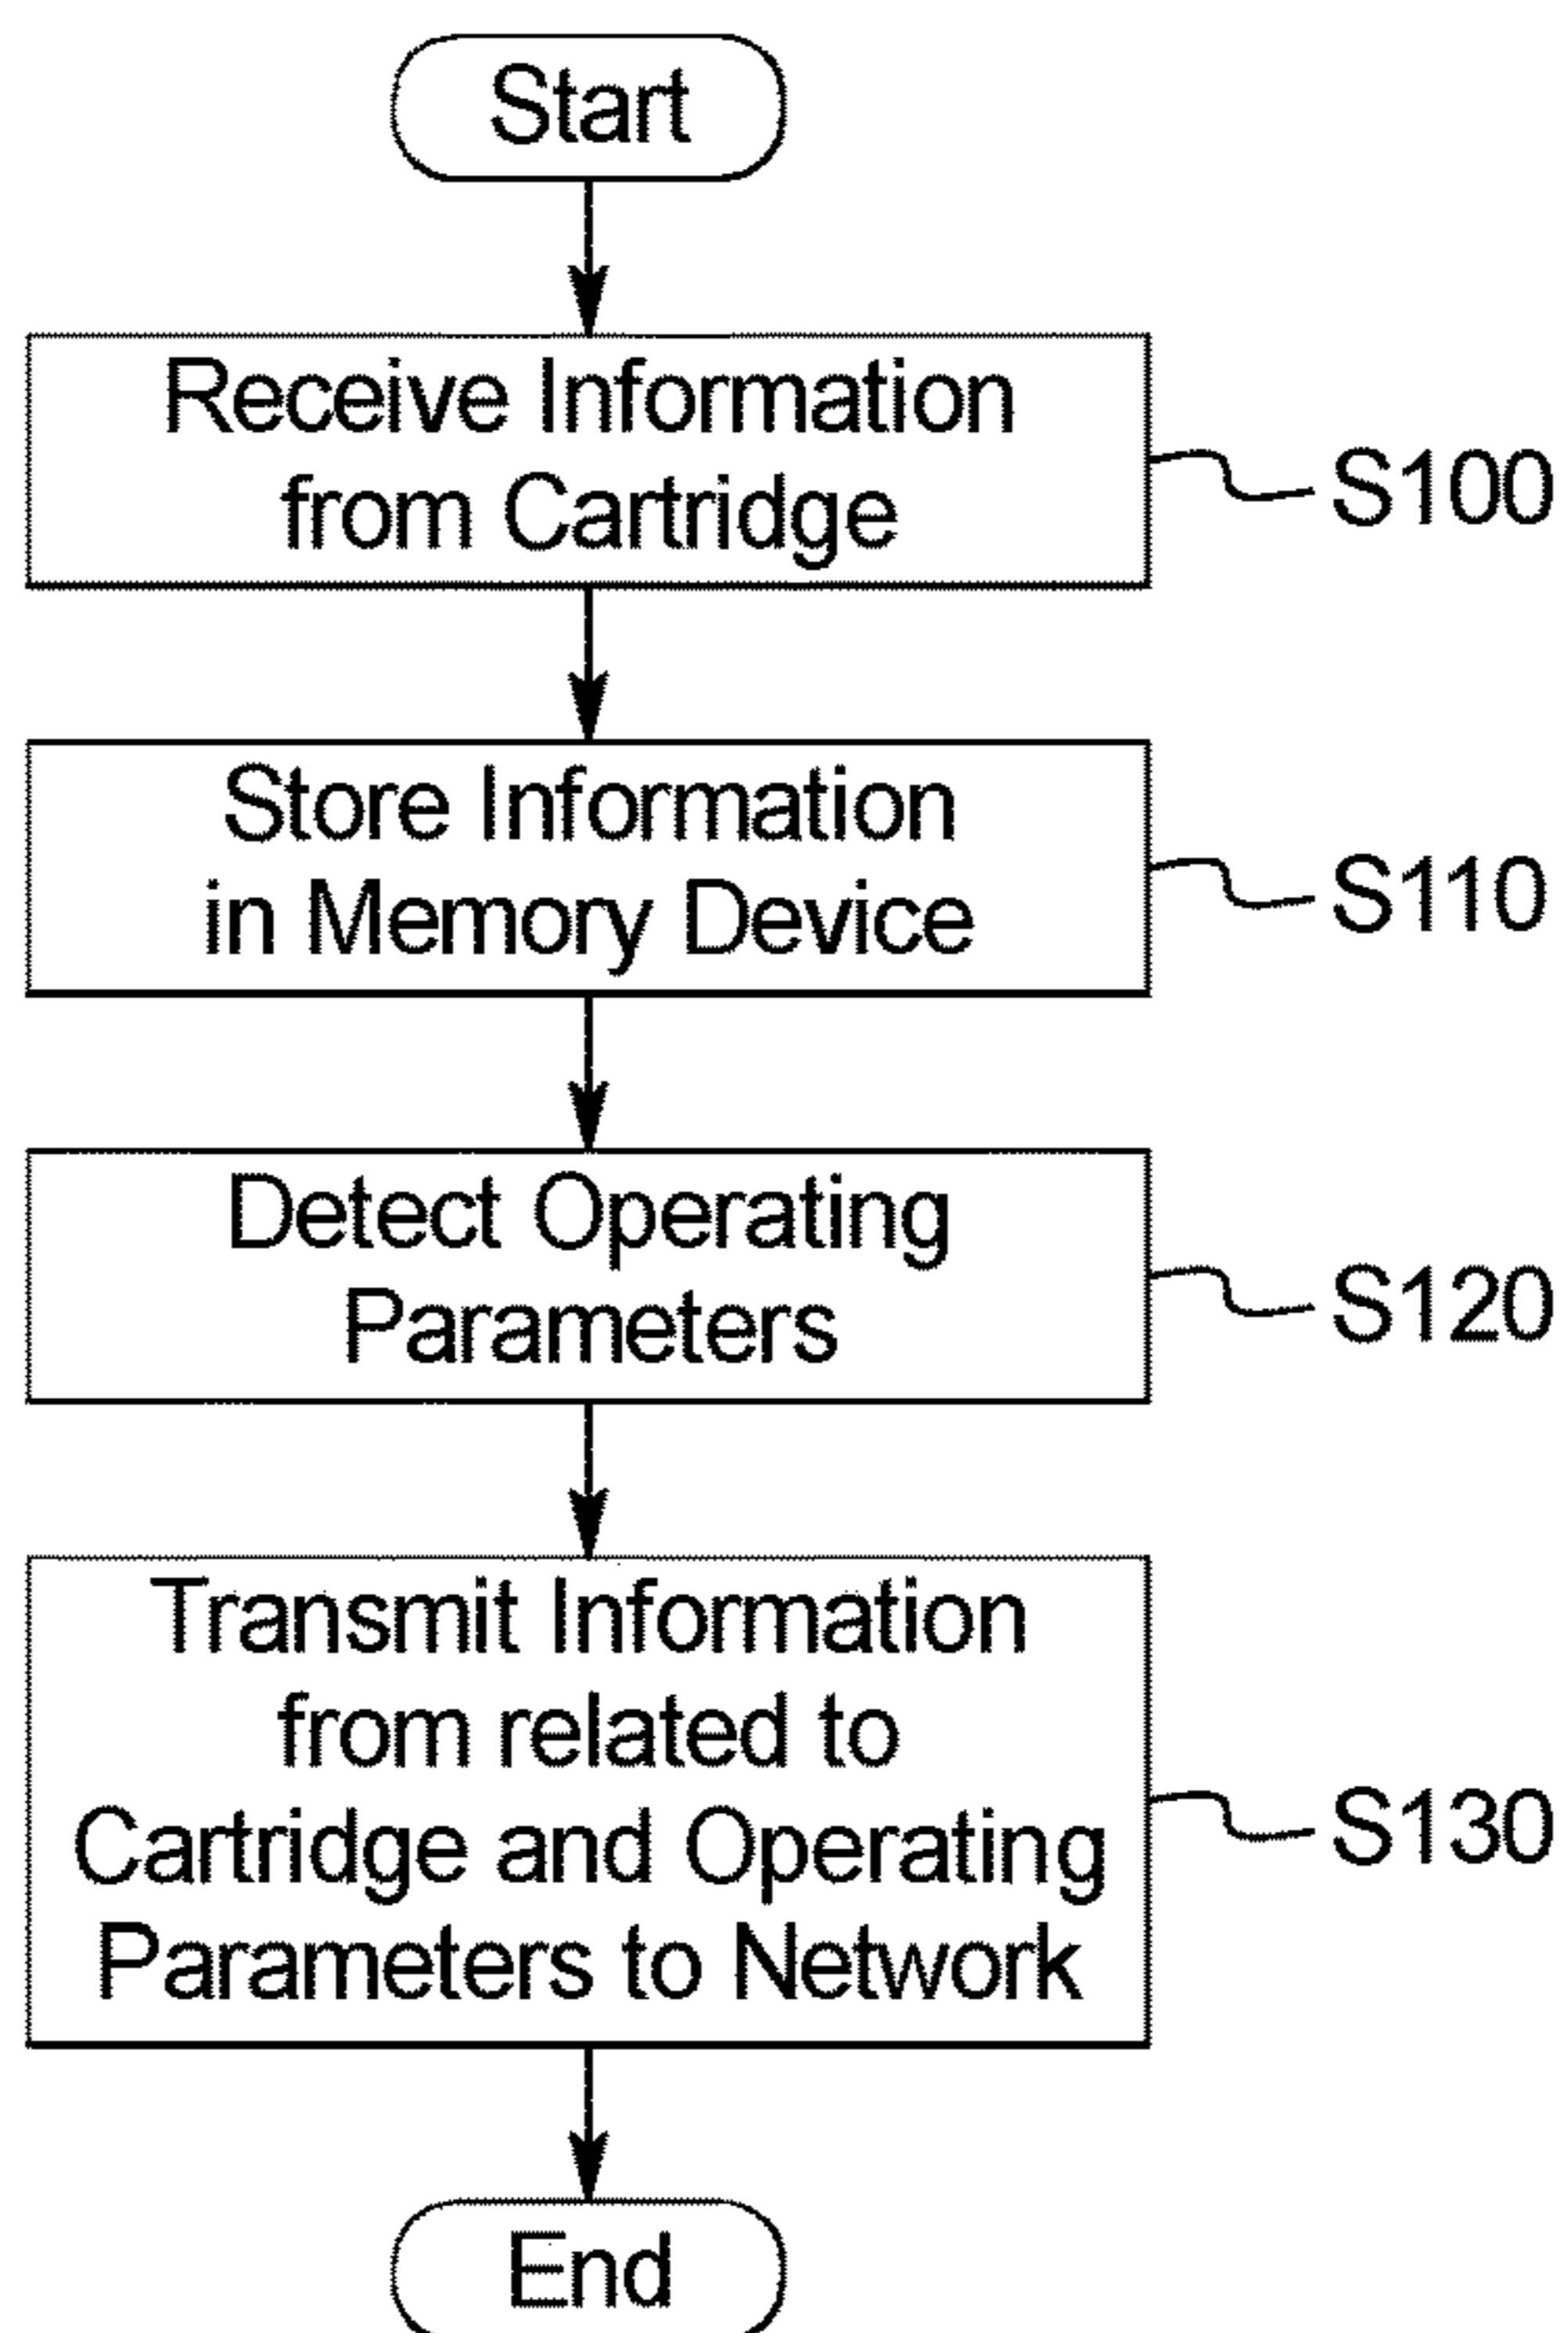 Start
Receive Information
from Cartridge
S100
Store Information
in Memory Device
S110
Detect Operating
Parameters
S120
Transmit Information
from related to
Cartridge and Operating
Parameters to Network
S130
End